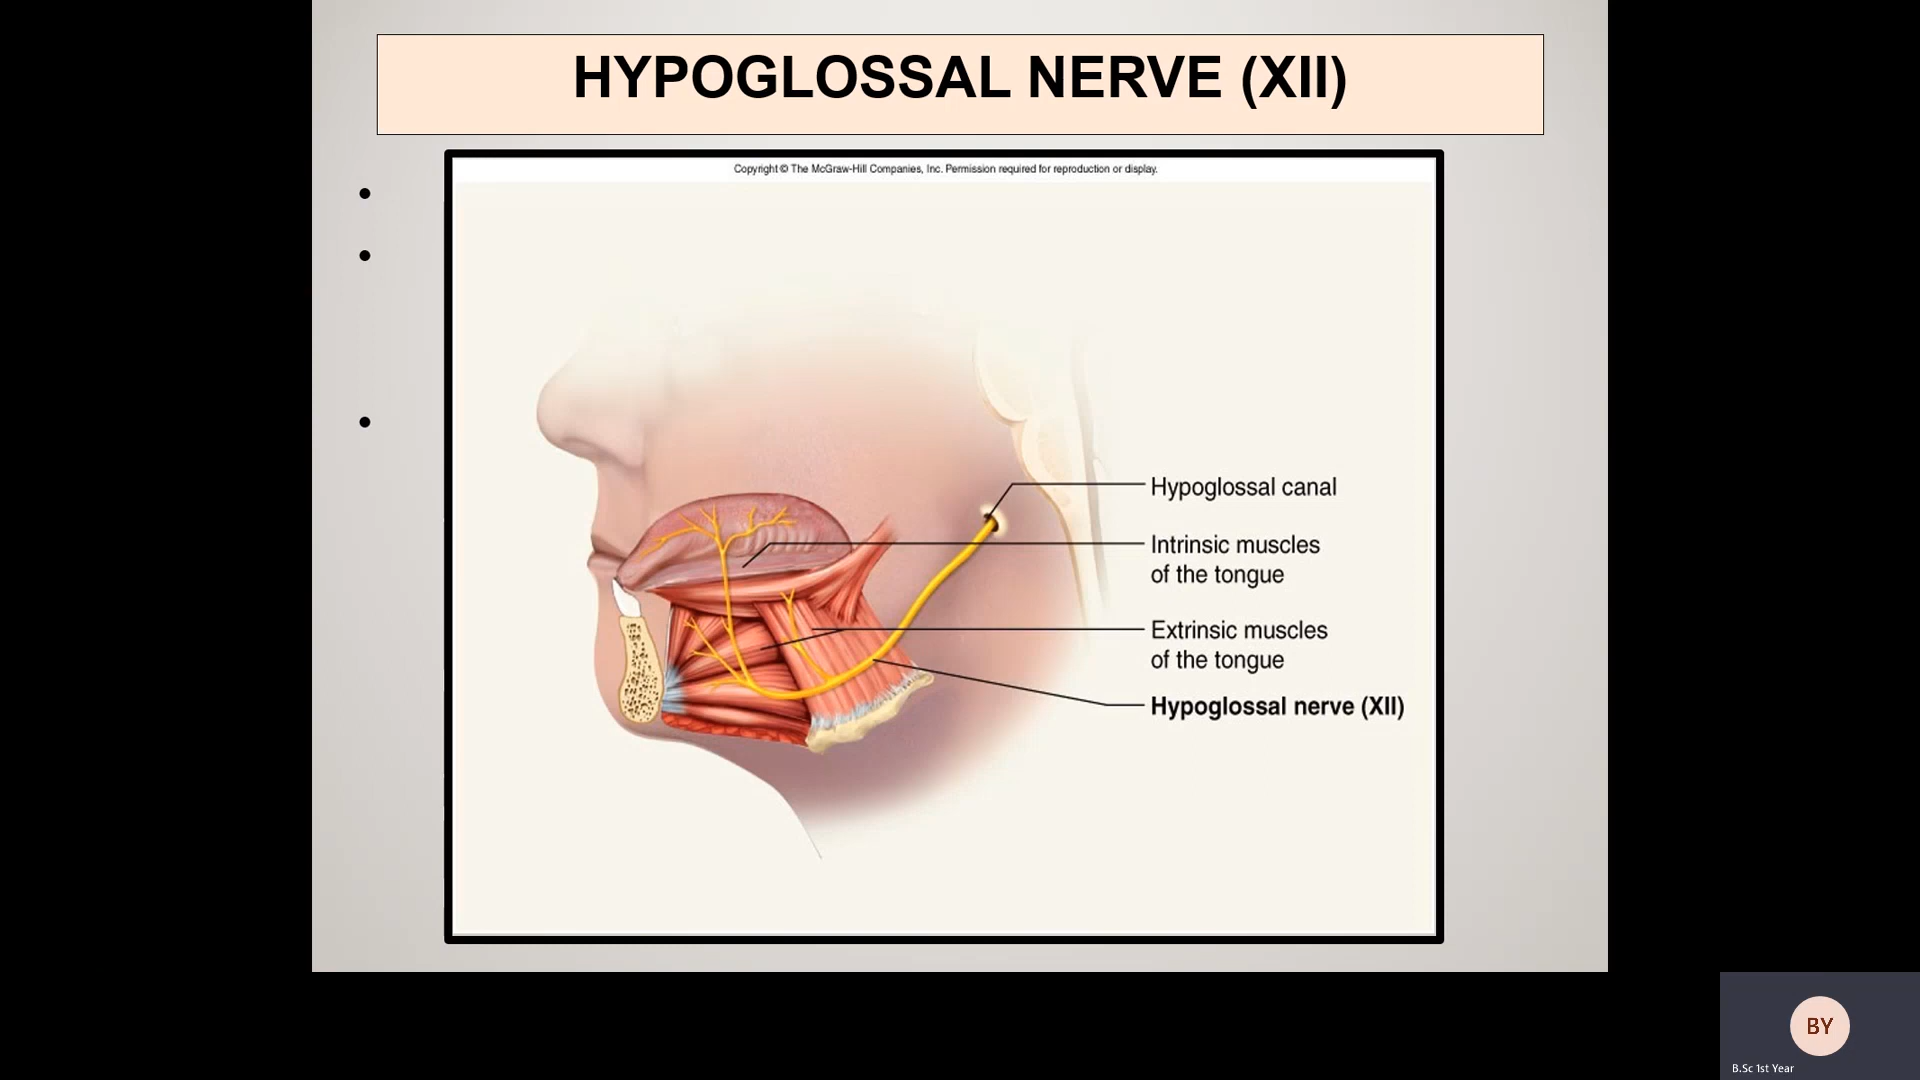 HYPOGLOSSAL NERVE (XII)
Copyright © The McGraw-Hill Companies, Inc. Permission required for reproduction or display.
•
•
•
Hypoglossal canal
Intrinsic muscles
of the tongue
Extrinsic muscles
of the tongue
Hypoglossal nerve (XII)
BY
B.Sc 1st Year